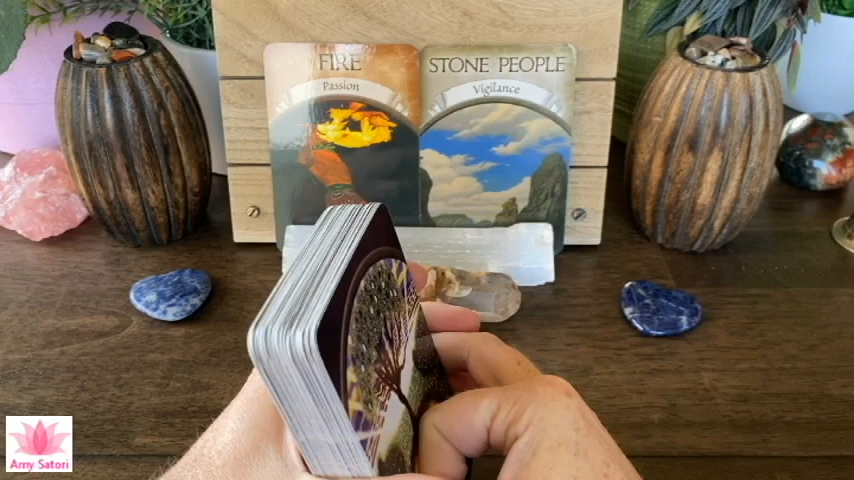 FIRE
Passion
STONE PEOPLE
Vigilance
Amy Satori